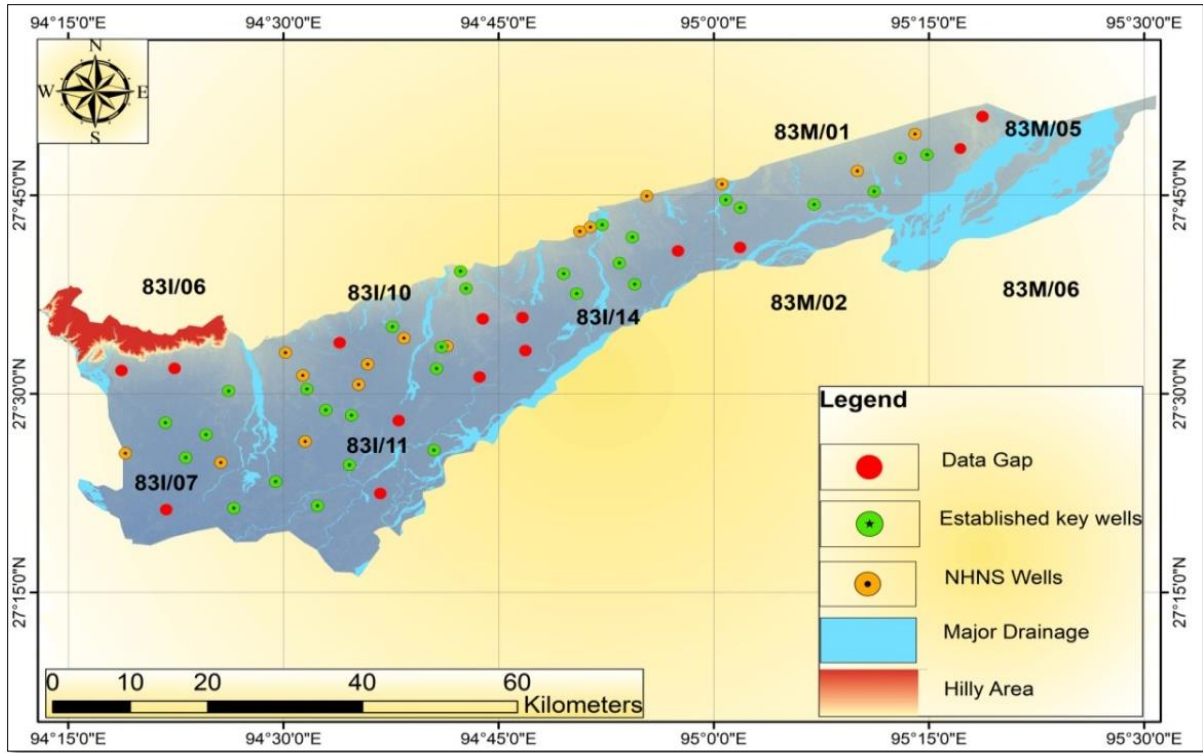 94°15'0"E 94°30'0"E 94°45'0"E 95°0'0"E 95°15'0"E 95°30'0"E
N
W E
S
83M/01 83M/05
27°45'0"N 27°45'0"N
83I/06 83I/10
83I/14 83M/02 83M/06
27°30'0"N 27°30'0"N
83I/11
83I/07
27°15'0"N 27°15'0"N
Legend
Data Gap
Established key wells
NHNS Wells
Major Drainage
Hilly Area
0 10 20 40 60
Kilometers
94°15'0"E 94°30'0"E 94°45'0"E 95°0'0"E 95°15'0"E 95°30'0"E